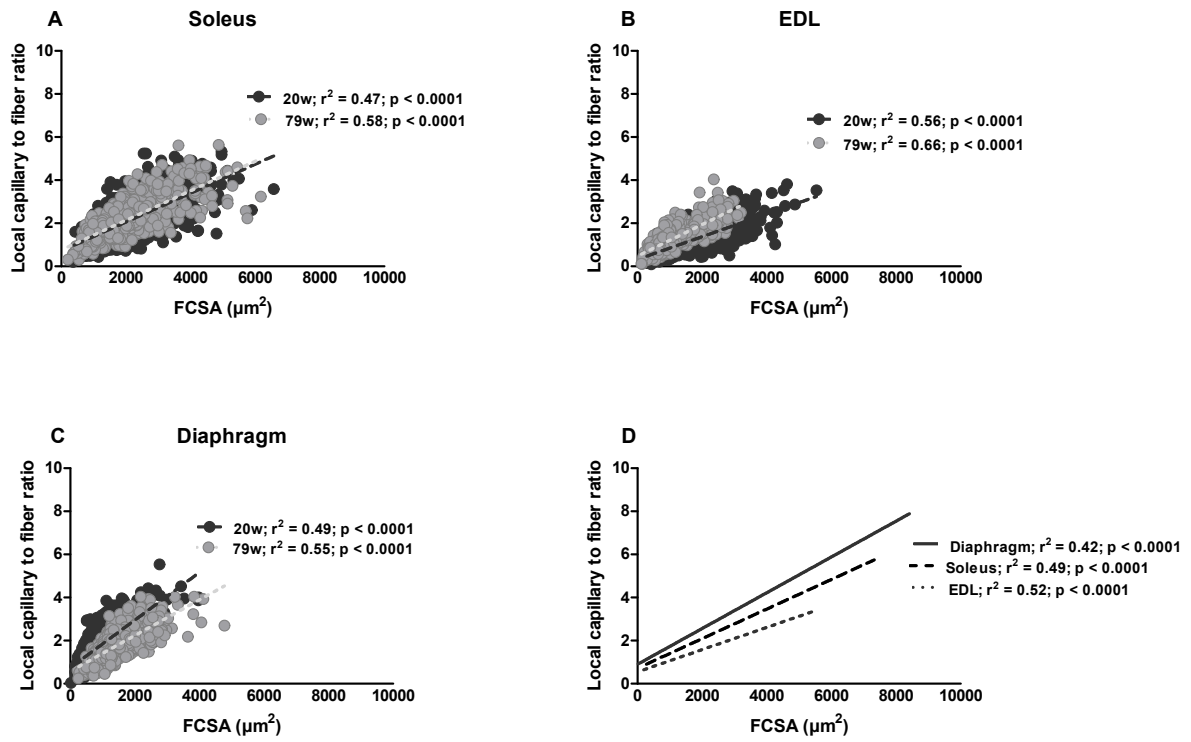 A
Soleus
Local capillary to fiber ratio
10
8
6
4
2
0
20w; r² = 0.47; p < 0.0001
79w; r² = 0.58; p < 0.0001
0 2000 4000 6000 8000 10000
FCSA (µm²)
B
EDL
Local capillary to fiber ratio
10
8
6
4
2
0
20w; r² = 0.56; p < 0.0001
79w; r² = 0.66; p < 0.0001
0 2000 4000 6000 8000 10000
FCSA (µm²)
C
Diaphragm
Local capillary to fiber ratio
10
8
6
4
2
0
20w; r² = 0.49; p < 0.0001
79w; r² = 0.55; p < 0.0001
0 2000 4000 6000 8000 10000
FCSA (µm²)
D
Local capillary to fiber ratio
10
8
6
4
2
0
Diaphragm; r² = 0.42; p < 0.0001
Soleus; r² = 0.49; p < 0.0001
EDL; r² = 0.52; p < 0.0001
0 2000 4000 6000 8000 10000
FCSA (µm²)